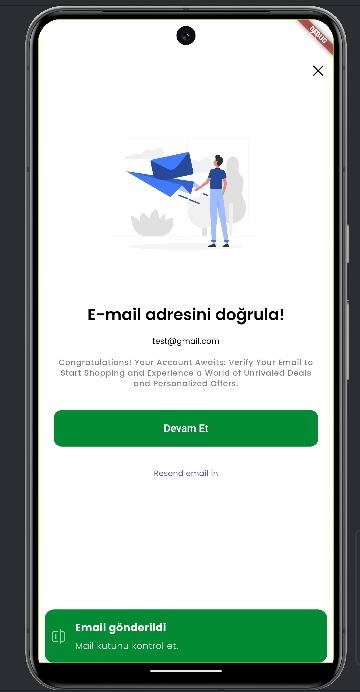 DEBUG
E-mail adresini doğrula!
test@gmail.com
Congratulations! Your Account Awaits: Verify Your Email to
Start Shopping and Experience a World of Unrivaled Deals
and Personalized Offers.
Devam Et
Resend email in
Email gönderildi
Mail kutunu kontrol et.